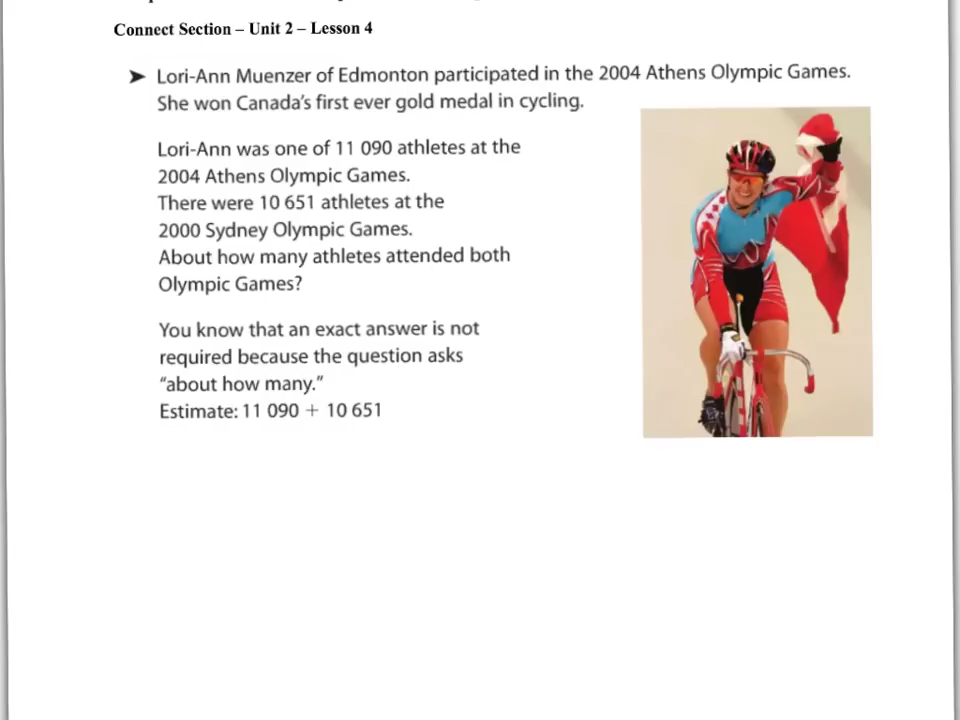 Connect Section – Unit 2 – Lesson 4
➤ Lori-Ann Muenzer of Edmonton participated in the 2004 Athens Olympic Games.
She won Canada's first ever gold medal in cycling.
Lori-Ann was one of 11 090 athletes at the
2004 Athens Olympic Games.
There were 10 651 athletes at the
2000 Sydney Olympic Games.
About how many athletes attended both
Olympic Games?
You know that an exact answer is not
required because the question asks
“about how many.”
Estimate: 11 090 + 10 651